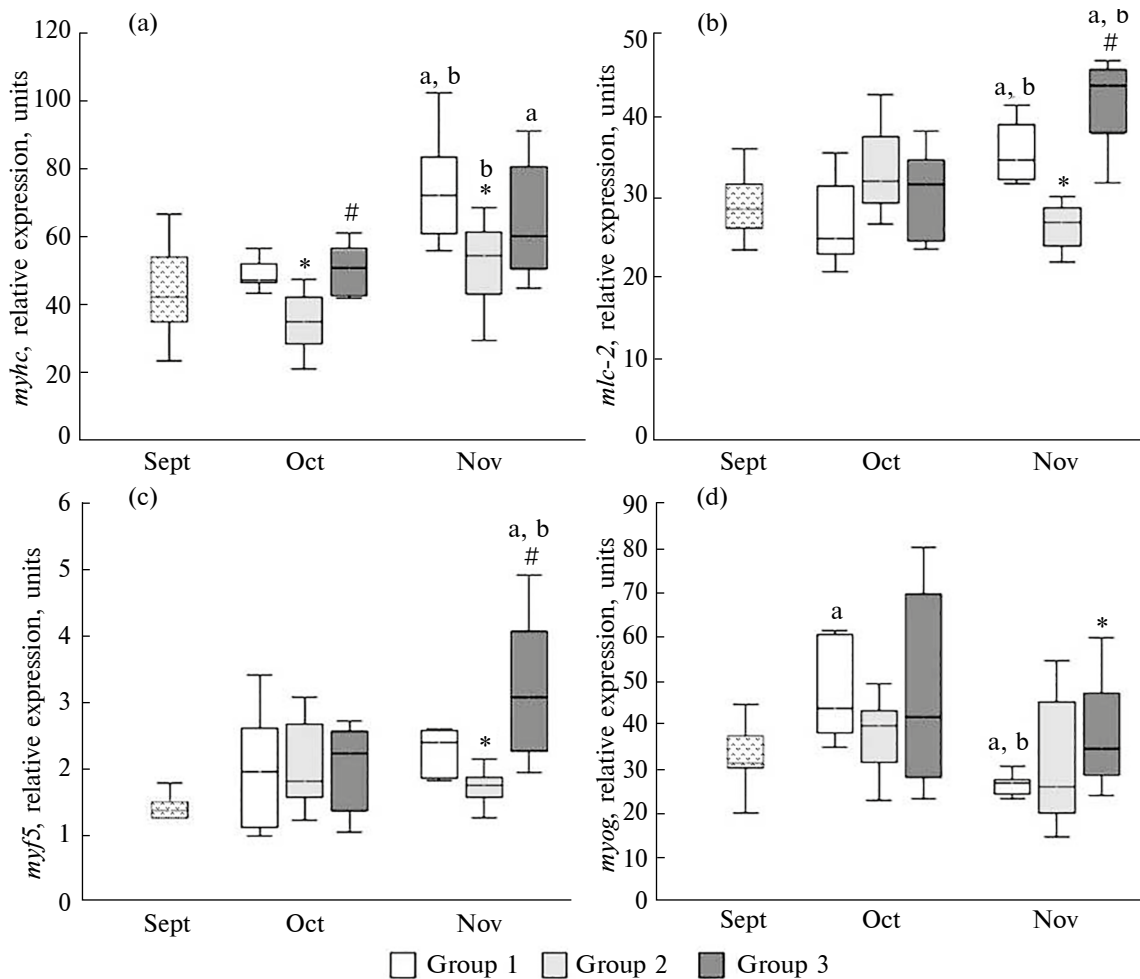 (a)
myhc, relative expression, units
120
100
80
60
40
20
0
a, b
a
b
*
#
*
Sept Oct Nov
(b)
mlc-2, relative expression, units
50
40
30
20
10
0
a, b
#
a, b
*
Sept Oct Nov
(c)
myf5, relative expression, units
6
5
4
3
2
1
0
a, b
#
*
Sept Oct Nov
(d)
myog, relative expression, units
90
80
70
60
50
40
30
20
10
0
a
*
a, b
Sept Oct Nov
Group 1 Group 2 Group 3